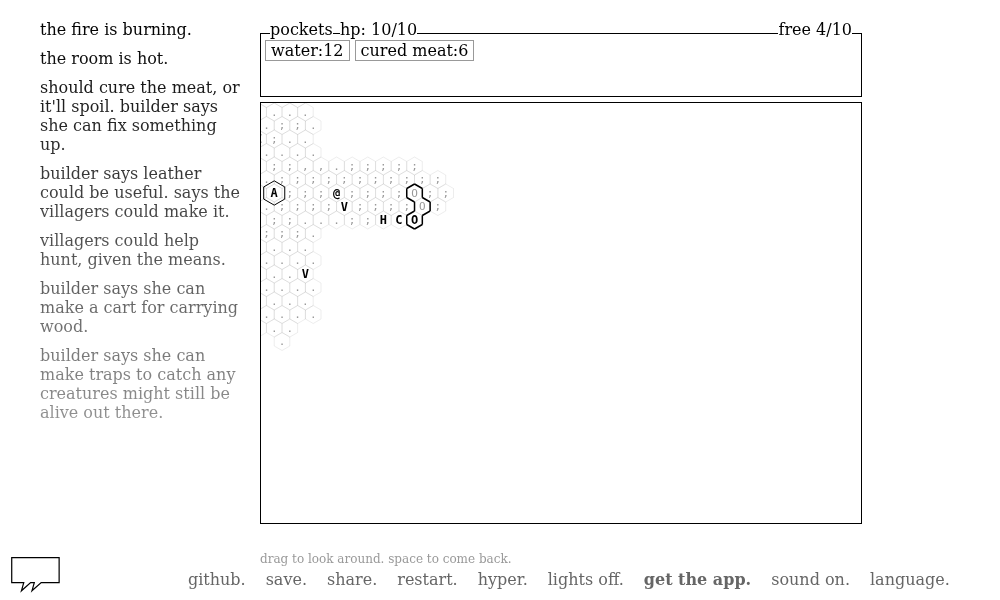 the fire is burning.
the room is hot.
should cure the meat, or
it'll spoil. builder says
she can fix something
up.
builder says leather
could be useful. says the
villagers could make it.
villagers could help
hunt, given the means.
builder says she can
make a cart for carrying
wood.
builder says she can
make traps to catch any
creatures might still be
alive out there.
pockets hp: 10/10 free 4/10
water:12 cured meat:6
A @ O
V O
H C O
V
drag to look around. space to come back.
github. save. share. restart. hyper. lights off. get the app. sound on. language.